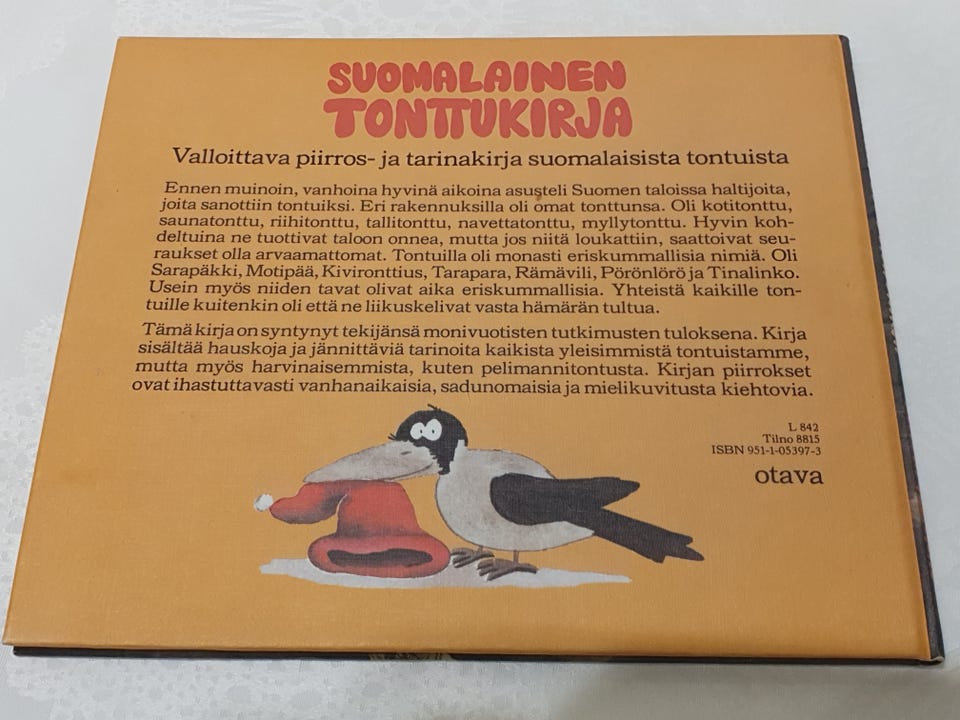 SUOMALAINEN
TONTTUKIRJA
Valloittava piirros- ja tarinakirja suomalaisista tontuista
Ennen muinoin, vanhoina hyvinä aikoina asusteli Suomen taloissa haltijoita,
joita sanottiin tontuiksi. Eri rakennuksilla oli omat tonttunsa. Oli kotitonttu,
saunatonttu, riihitonttu, tallitonttu, navettatonttu, myllytonttu. Hyvin koh-
deltuina ne tuottivat taloon onnea, mutta jos niitä loukattiin, saattoivat seu-
raukset olla arvaamattomat. Tontuilla oli monasti eriskummallisia nimiä. Oli
Sarapäkki, Motipää, Kivironttius, Tarapara, Rämävili, Pörönlörö ja Tinalinko.
Usein myös niiden tavat olivat aika eriskummallisia. Yhteistä kaikille ton-
tuille kuitenkin oli että ne liikuskelivat vasta hämärän tultua.
Tämä kirja on syntynyt tekijänsä monivuotisten tutkimusten tuloksena. Kirja
sisältää hauskoja ja jännittäviä tarinoita kaikista yleisimmistä tontuistamme,
mutta myös harvinaisemmista, kuten pelimannitontusta. Kirjan piirrokset
ovat ihastuttavasti vanhanaikaisia, sadunomaisia ja mielikuvitusta kiehtovia.
L 842
Tilno 8815
ISBN 951-1-05397-3
otava